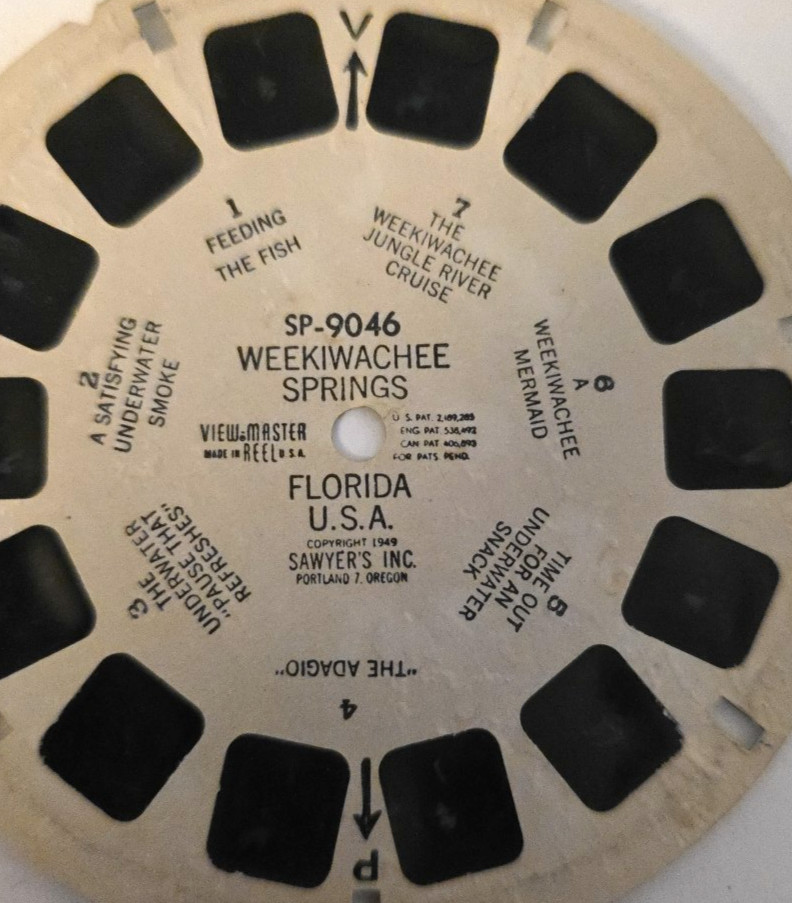 V
1
FEEDING
THE FISH
7
THE
WEEKIWACHEE
JUNGLE RIVER
CRUISE
SP-9046
WEEKIWACHEE
SPRINGS
VIEW-MASTER
MADE IN REEL U.S.A.
U.S. PAT. 2,189,285
ENG. PAT. 538,492
CAN PAT 406,893
FOR PATS. PEND.
FLORIDA
U.S.A.
COPYRIGHT 1949
SAWYER'S INC.
PORTLAND 7, OREGON
2
A SATISFYING
UNDERWATER
SMOKE
3
THE
UNDERWATER
"PAUSE THAT
REFRESHES"
4
"THE ADAGIO"
5
TIME OUT
FOR AN
UNDERWATER
SNACK
6
A
WEEKIWACHEE
MERMAID
P